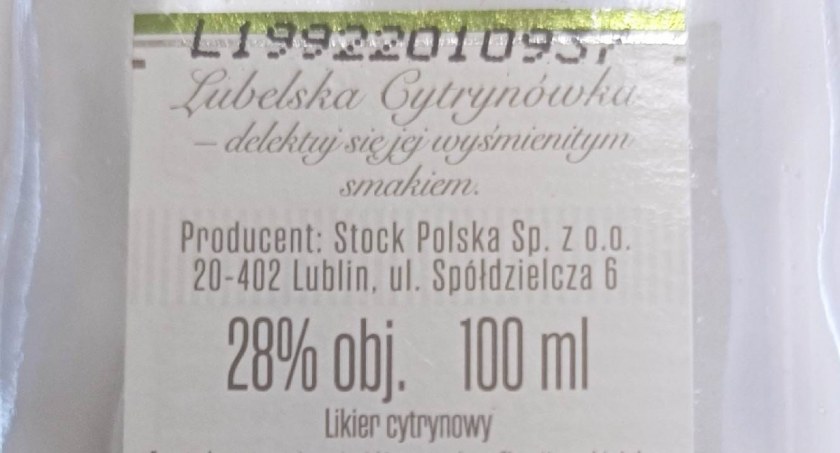 L19922010957
Lubelska Cytrynówka
– delektuj się jej wyśmienitym
smakiem.
Producent: Stock Polska Sp. z o.o.
20-402 Lublin, ul. Spółdzielcza 6
28% obj. 100 ml
Likier cytrynowy